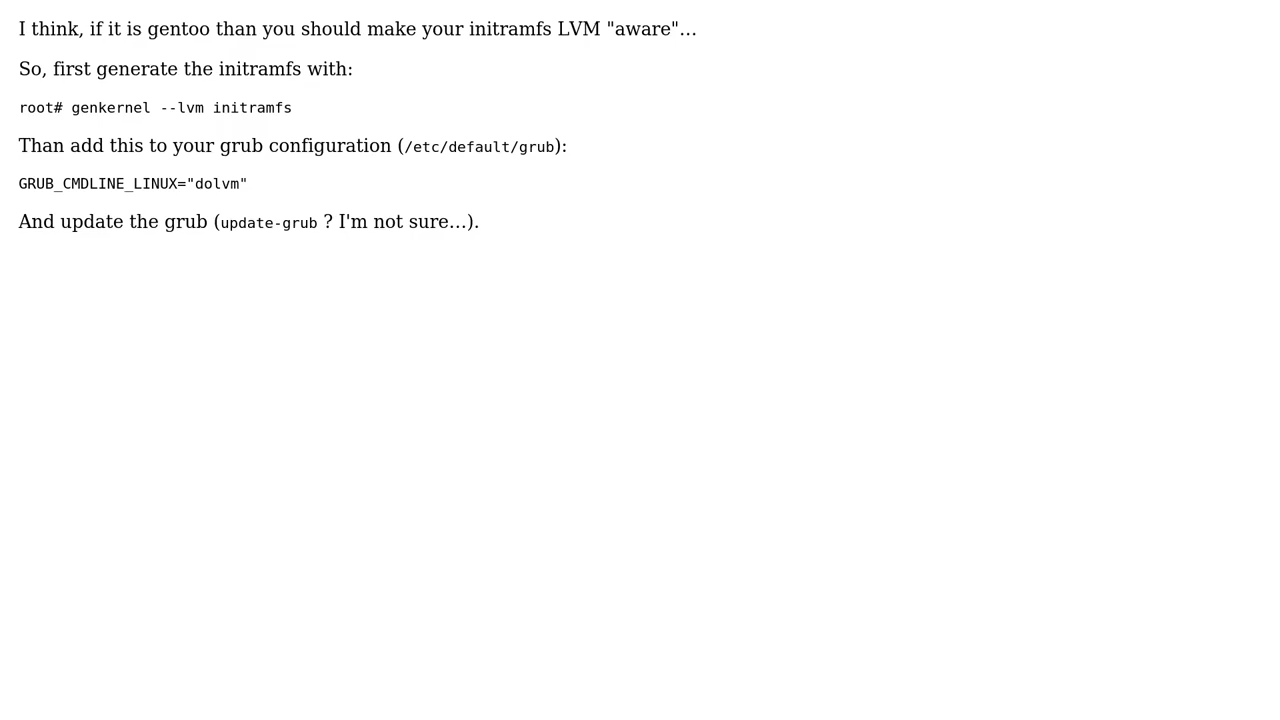 I think, if it is gentoo than you should make your initramfs LVM "aware"...
So, first generate the initramfs with:
root# genkernel --lvm initramfs
Than add this to your grub configuration (/etc/default/grub):
GRUB_CMDLINE_LINUX="dolvm"
And update the grub (update-grub ? I'm not sure...).